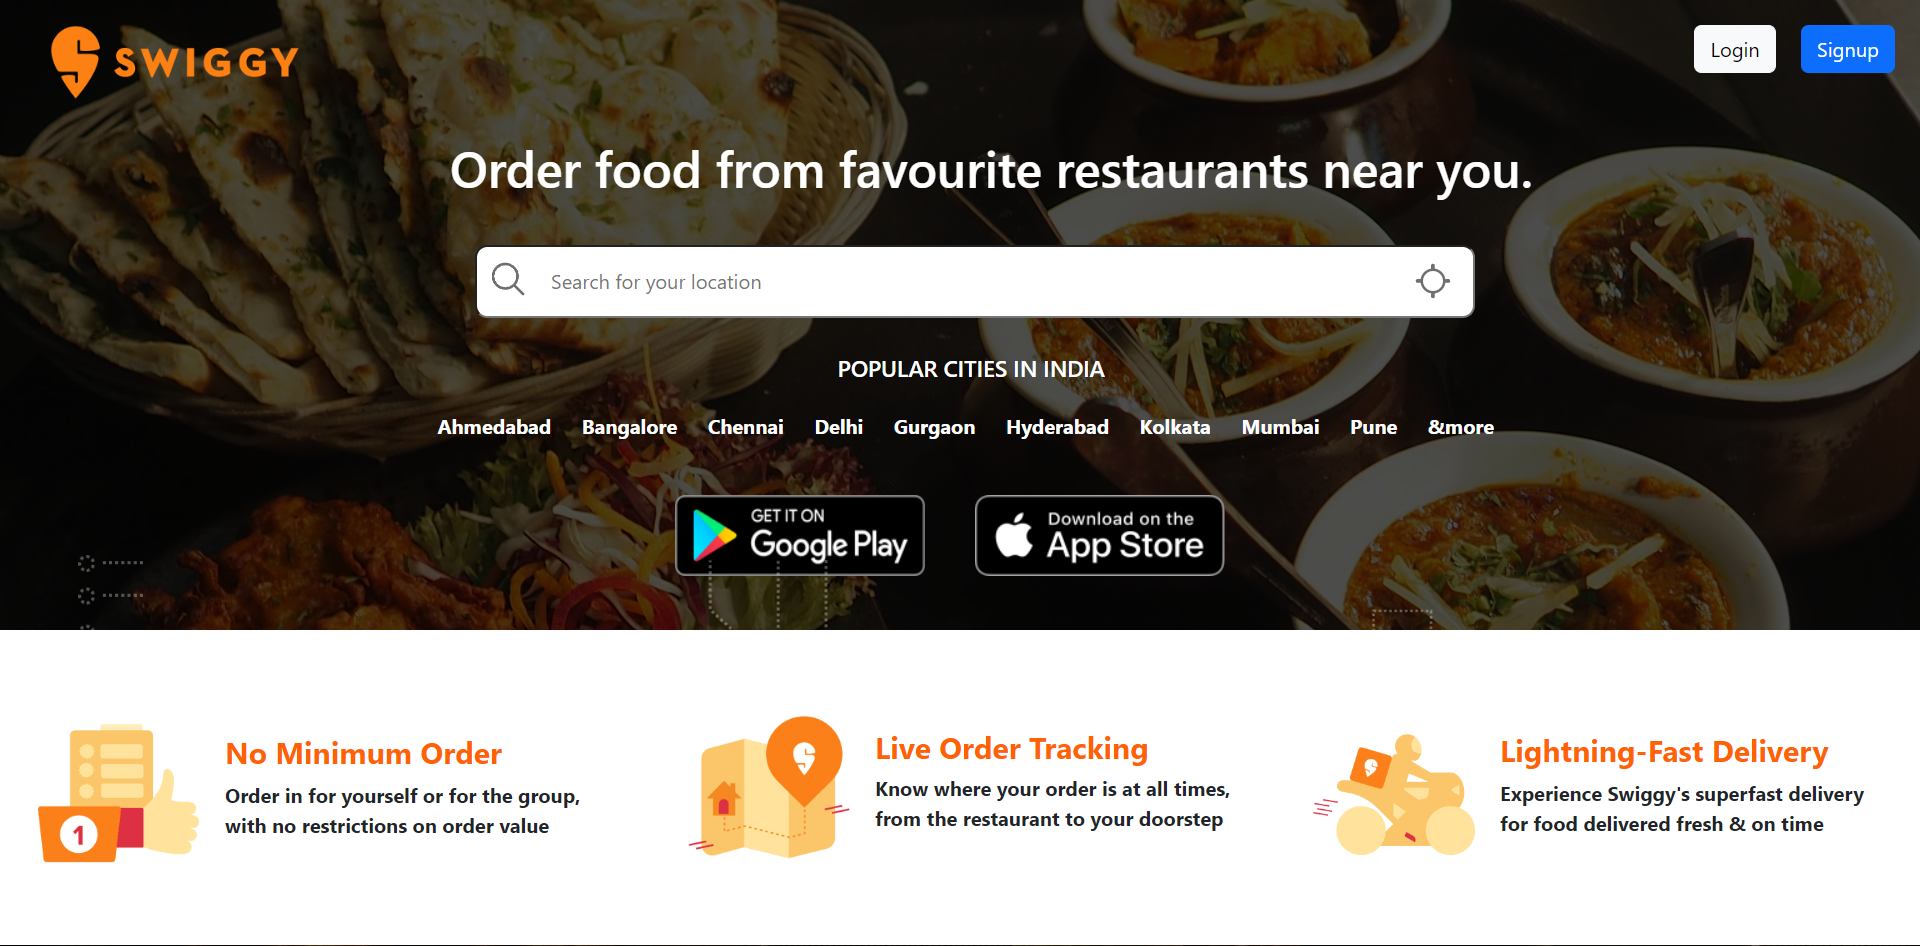 SWIGGY
Login
Signup
Order food from favourite restaurants near you.
Search for your location
POPULAR CITIES IN INDIA
Ahmedabad Bangalore Chennai Delhi Gurgaon Hyderabad Kolkata Mumbai Pune &more
GET IT ON
Google Play
Download on the
App Store
No Minimum Order
Order in for yourself or for the group,
with no restrictions on order value
1
Live Order Tracking
Know where your order is at all times,
from the restaurant to your doorstep
Lightning-Fast Delivery
Experience Swiggy's superfast delivery
for food delivered fresh & on time